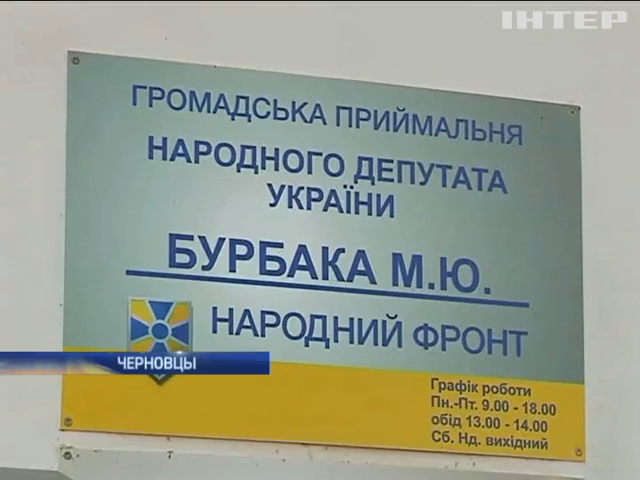 ІНТЕР
ГРОМАДСЬКА ПРИЙМАЛЬНЯ
НАРОДНОГО ДЕПУТАТА
УКРАЇНИ
БУРБАКА М.Ю.
НАРОДНИЙ ФРОНТ
ЧЕРНОВЦЫ
Графік роботи
Пн.-Пт. 9.00 - 18.00
обід 13.00 - 14.00
Сб. Нд. вихідний